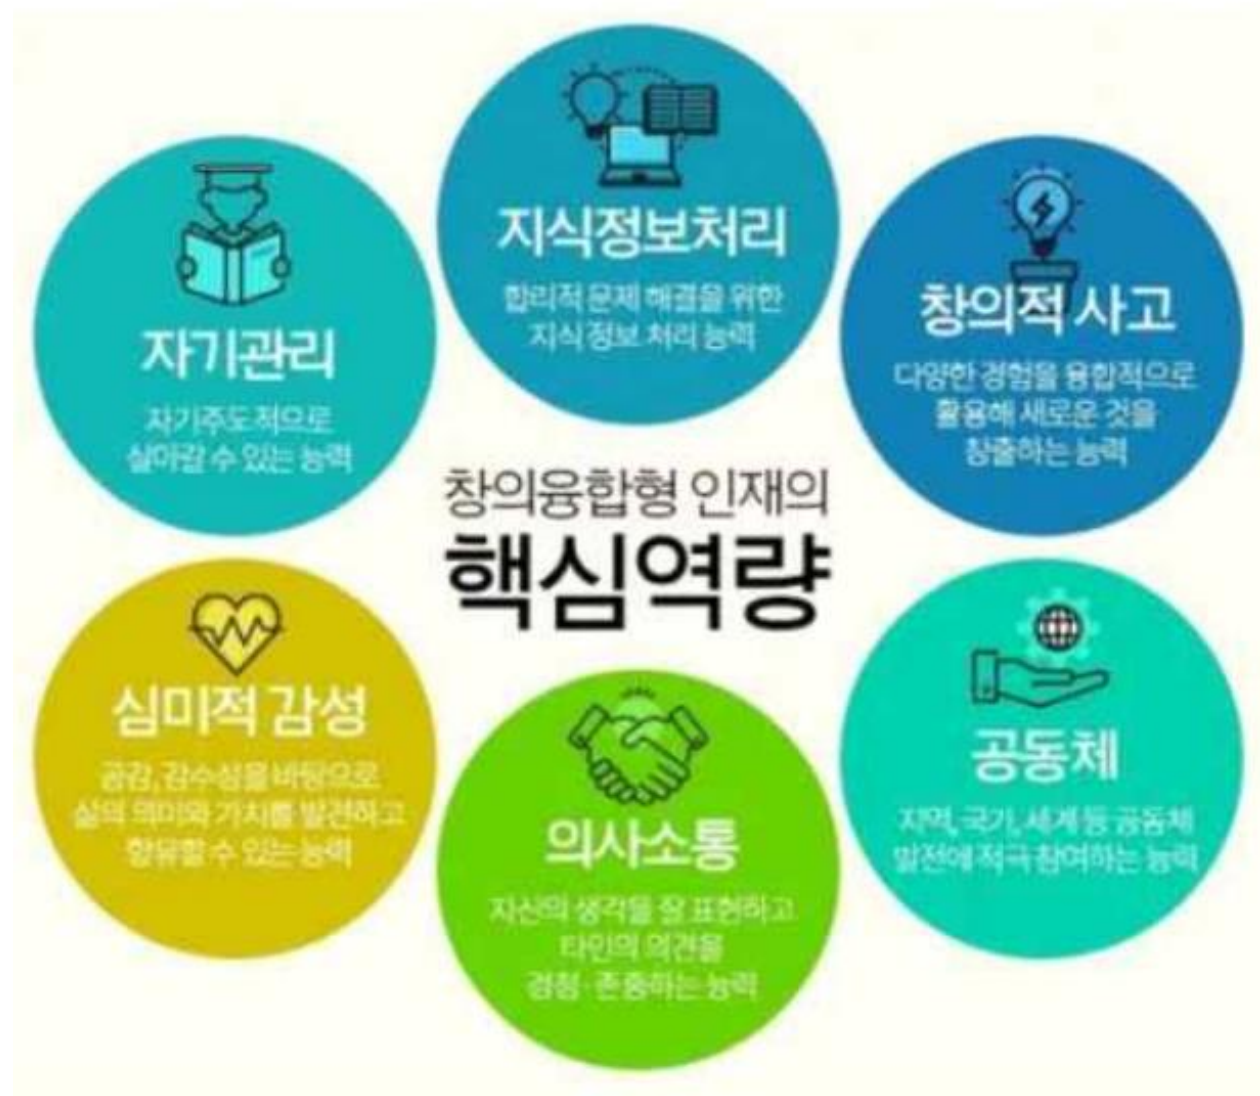 지식정보처리
합리적 문제 해결을 위한
지식 정보 처리 능력
자기관리
자기주도적으로
살아갈 수 있는 능력
창의적 사고
다양한 경험을 융합적으로
활용해 새로운 것을
창출하는 능력
창의융합형 인재의
핵심역량
심미적 감성
공감, 감수성을 바탕으로
삶의 의미와 가치를 발견하고
향유할 수 있는 능력
의사소통
자신의 생각을 잘 표현하고
타인의 의견을
경청·존중하는 능력
공동체
지역, 국가, 세계 등 공동체
발전에 적극 참여하는 능력